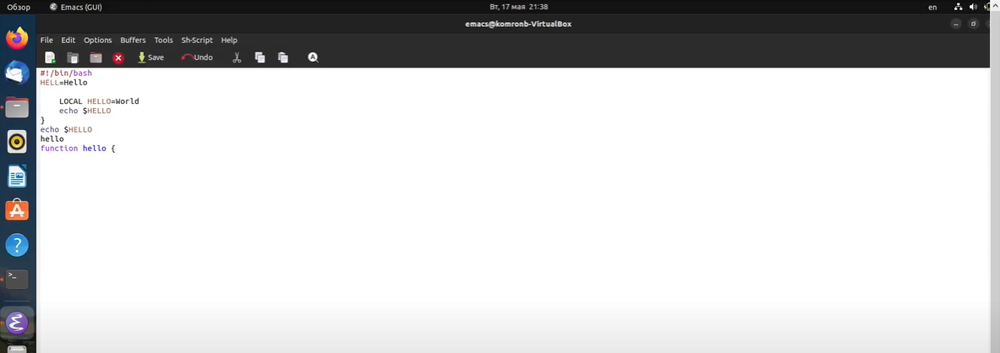 Обзор Emacs (GUI) Вт, 17 мая 21:38 en
emacs@komronb-VirtualBox
File Edit Options Buffers Tools Sh-Script Help
Save Undo
#!/bin/bash
HELL=Hello
LOCAL HELLO=World
echo $HELLO
}
echo $HELLO
hello
function hello {